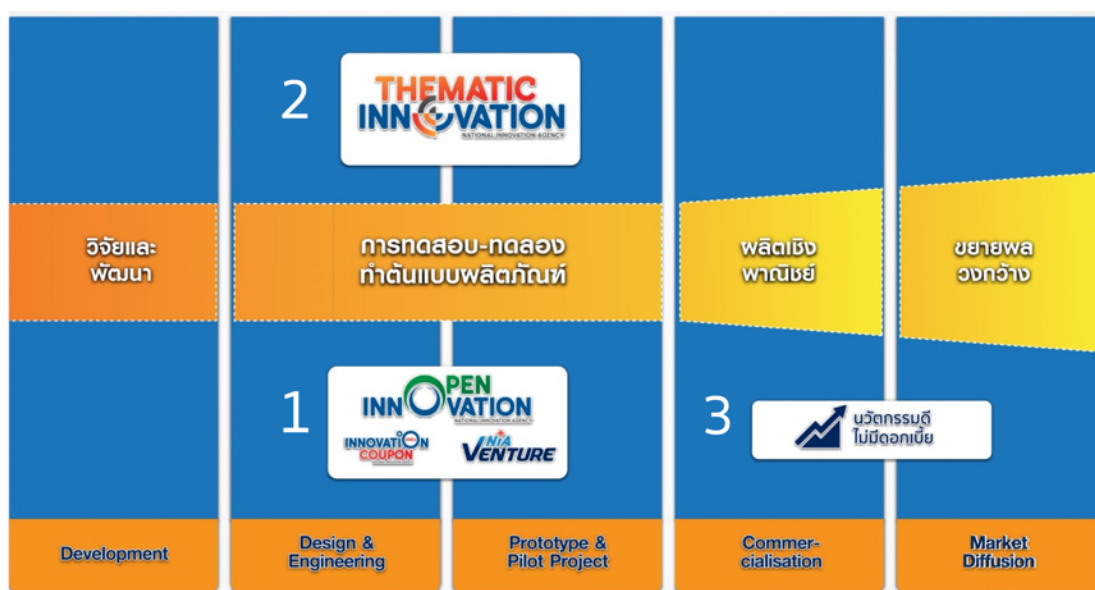 2
THEMATIC
INNOVATION
NATIONAL INNOVATION AGENCY
วิจัยและ
พัฒนา
การทดสอบ-ทดลอง
ทำต้นแบบผลิตภัณฑ์
ผลิตเชิง
พาณิชย์
ขยายผล
วงกว้าง
1
OPEN
INNOVATION
NATIONAL INNOVATION AGENCY
INNOVATION
COUPON
NIA
VENTURE
3
นวัตกรรมดี
ไม่มีดอกเบี้ย
Development
Design &
Engineering
Prototype &
Pilot Project
Commer-
cialisation
Market
Diffusion